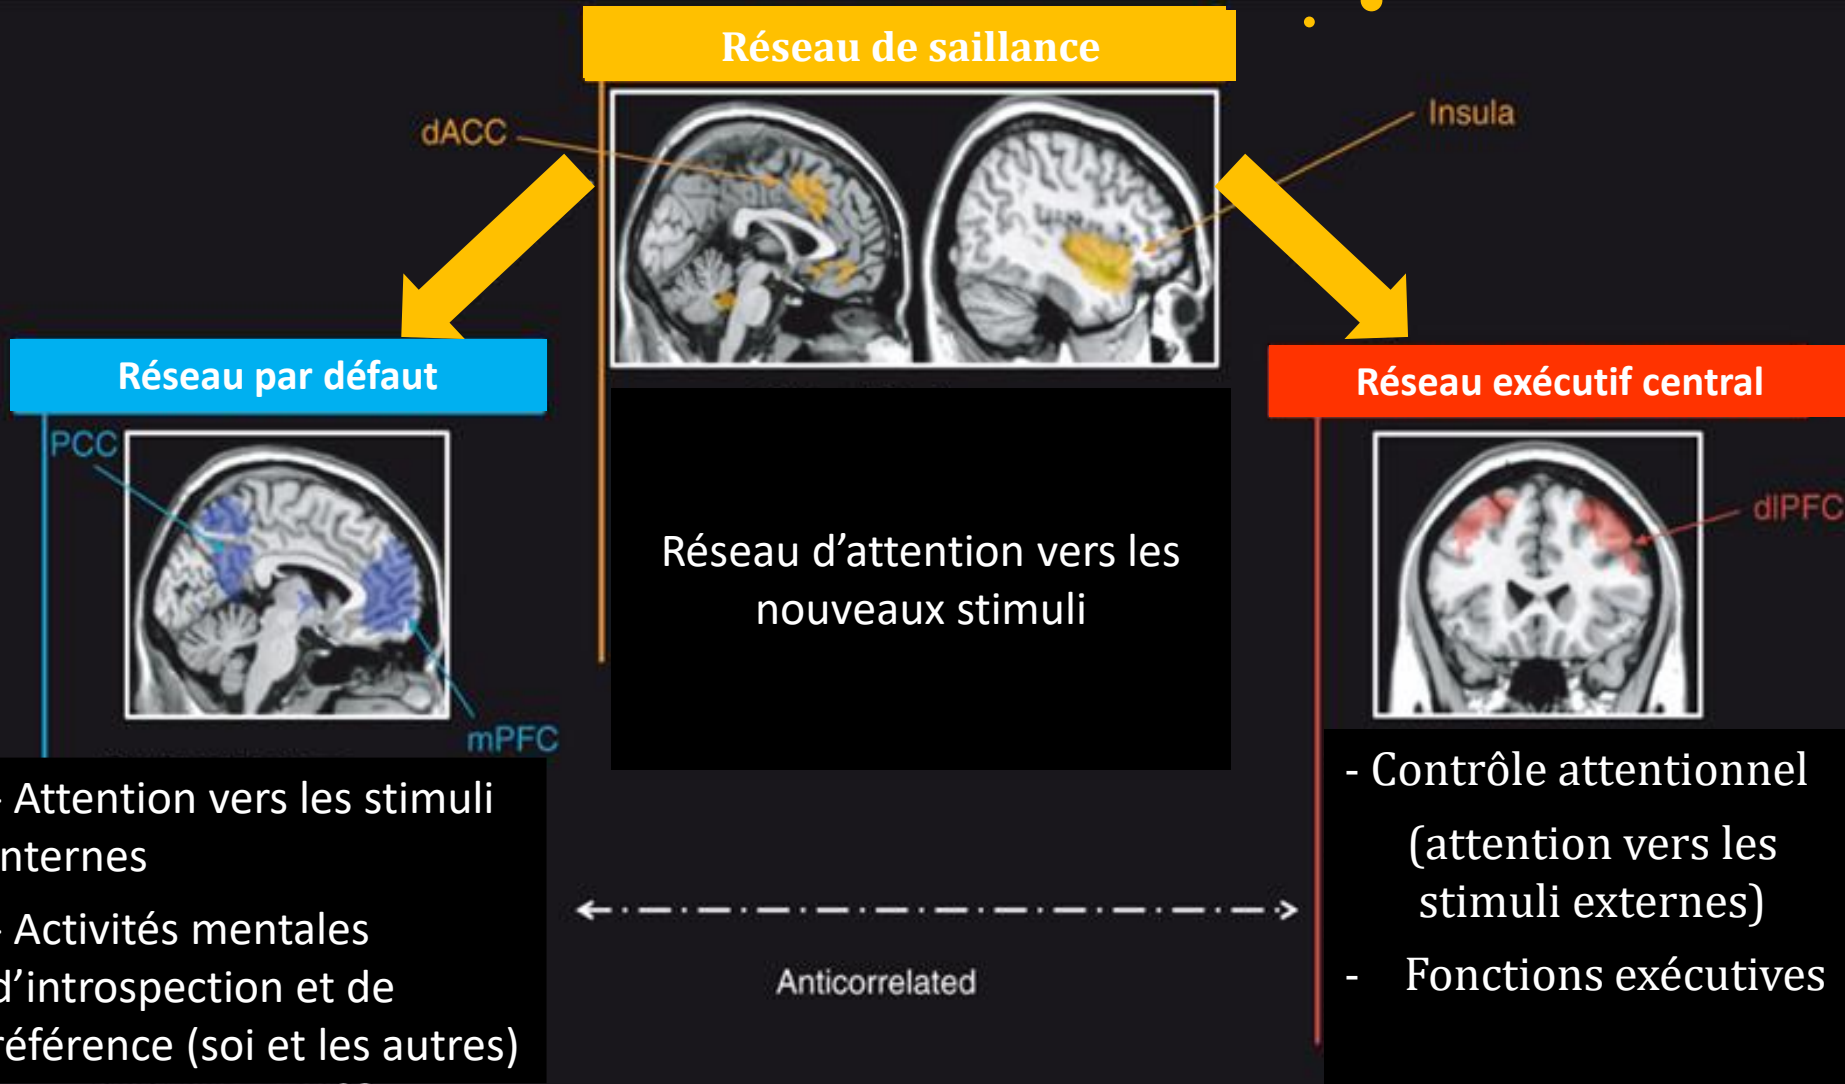 Réseau de saillance
dACC
Insula
Réseau par défaut
PCC
mPFC
Réseau d’attention vers les
nouveaux stimuli
Réseau exécutif central
dlPFC
- Attention vers les stimuli
internes
- Activités mentales
d’introspection et de
référence (soi et les autres)
Anticorrelated
- Contrôle attentionnel
(attention vers les
stimuli externes)
- Fonctions exécutives